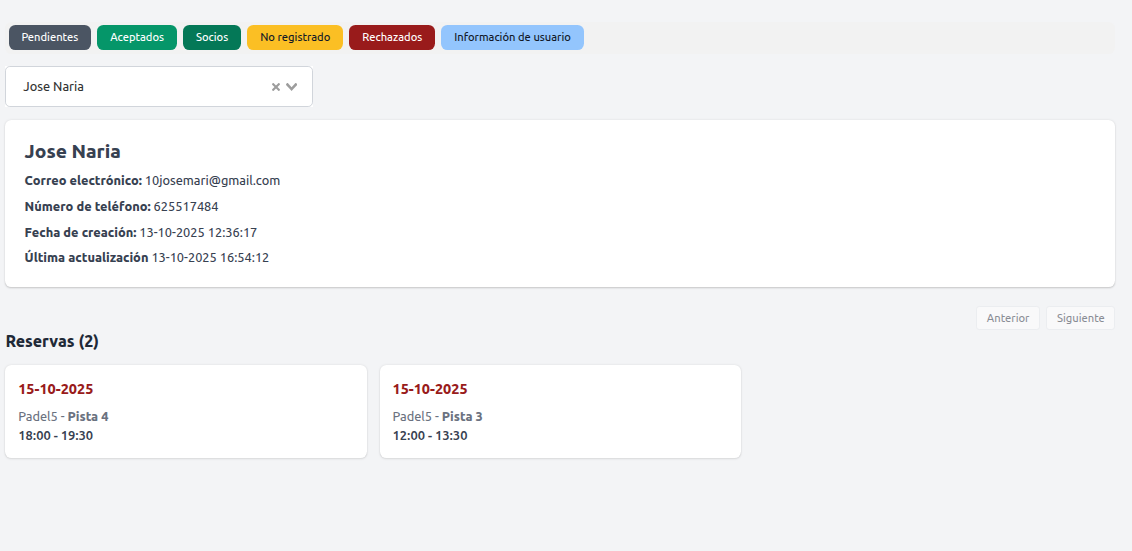 Pendientes Aceptados Socios No registrado Rechazados Información de usuario
Jose Naria
Jose Naria
Correo electrónico: 10josemari@gmail.com
Número de teléfono: 625517484
Fecha de creación: 13-10-2025 12:36:17
Última actualización 13-10-2025 16:54:12
Anterior Siguiente
Reservas (2)
15-10-2025
Padel5 - Pista 4
18:00 - 19:30
15-10-2025
Padel5 - Pista 3
12:00 - 13:30